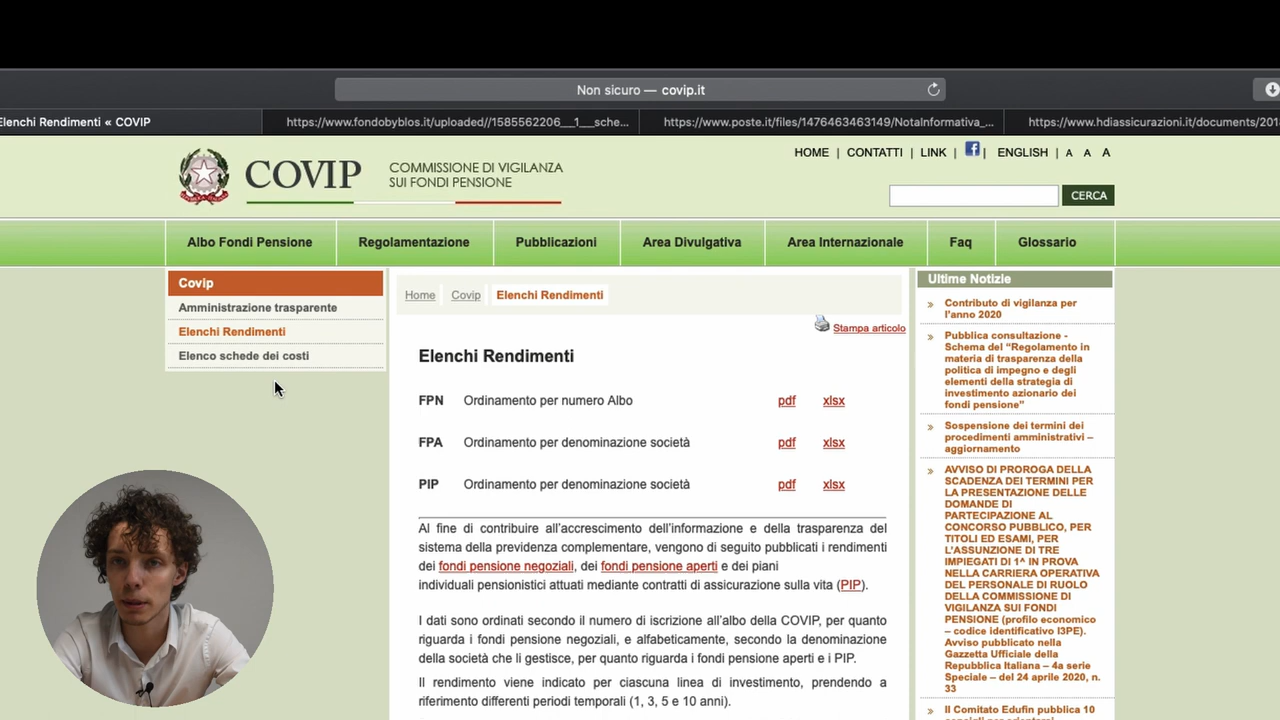 Non sicuro — covip.it
Elenchi Rendimenti « COVIP
https://www.fondobyblos.it/uploaded//1585562206__1__sche...
https://www.poste.it/files/1476463463149/NotaInformativa_...
https://www.hdiassicurazioni.it/documents/201
COVIP
COMMISSIONE DI VIGILANZA
SUI FONDI PENSIONE
HOME | CONTATTI | LINK | f | ENGLISH | A A A
CERCA
Albo Fondi Pensione
Regolamentazione
Pubblicazioni
Area Divulgativa
Area Internazionale
Faq
Glossario
Covip
Amministrazione trasparente
Elenchi Rendimenti
Elenco schede dei costi
Home Covip Elenchi Rendimenti
Stampa articolo
Elenchi Rendimenti
FPN Ordinamento per numero Albo pdf xlsx
FPA Ordinamento per denominazione società pdf xlsx
PIP Ordinamento per denominazione società pdf xlsx
Al fine di contribuire all'accrescimento dell'informazione e della trasparenza del
sistema della previdenza complementare, vengono di seguito pubblicati i rendimenti
dei fondi pensione negoziali, dei fondi pensione aperti e dei piani
individuali pensionistici attuati mediante contratti di assicurazione sulla vita (PIP).
I dati sono ordinati secondo il numero di iscrizione all'albo della COVIP, per quanto
riguarda i fondi pensione negoziali, e alfabeticamente, secondo la denominazione
della società che li gestisce, per quanto riguarda i fondi pensione aperti e i PIP.
Il rendimento viene indicato per ciascuna linea di investimento, prendendo a
riferimento differenti periodi temporali (1, 3, 5 e 10 anni).
Ultime Notizie
Contributo di vigilanza per
l'anno 2020
Pubblica consultazione -
Schema del "Regolamento in
materia di trasparenza della
politica di impegno e degli
elementi della strategia di
investimento azionario dei
fondi pensione"
Sospensione dei termini dei
procedimenti amministrativi –
aggiornamento
AVVISO DI PROROGA DELLA
SCADENZA DEI TERMINI PER
LA PRESENTAZIONE DELLE
DOMANDE DI
PARTECIPAZIONE AL
CONCORSO PUBBLICO, PER
TITOLI ED ESAMI, PER
L'ASSUNZIONE DI TRE
IMPIEGATI DI 1^ IN PROVA
NELLA CARRIERA OPERATIVA
DEL PERSONALE DI RUOLO
DELLA COMMISSIONE DI
VIGILANZA SUI FONDI
PENSIONE (profilo economico
– codice identificativo I3PE).
Avviso pubblicato nella
Gazzetta Ufficiale della
Repubblica Italiana – 4a serie
Speciale – del 24 aprile 2020, n.
33
Il Comitato Edufin pubblica 10